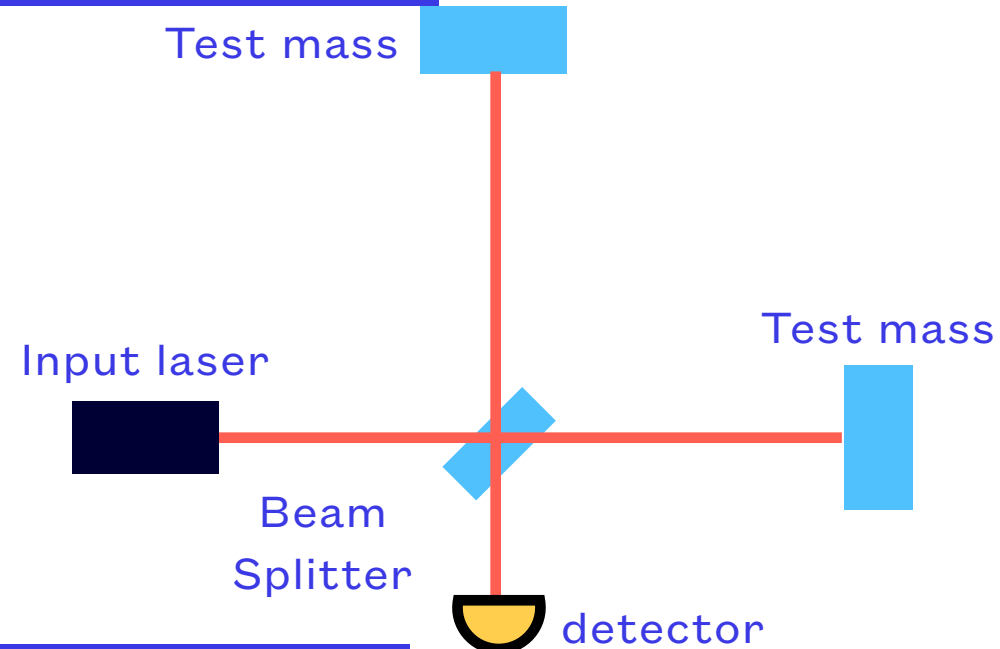 Test mass
Test mass
Input laser
Beam
Splitter
detector